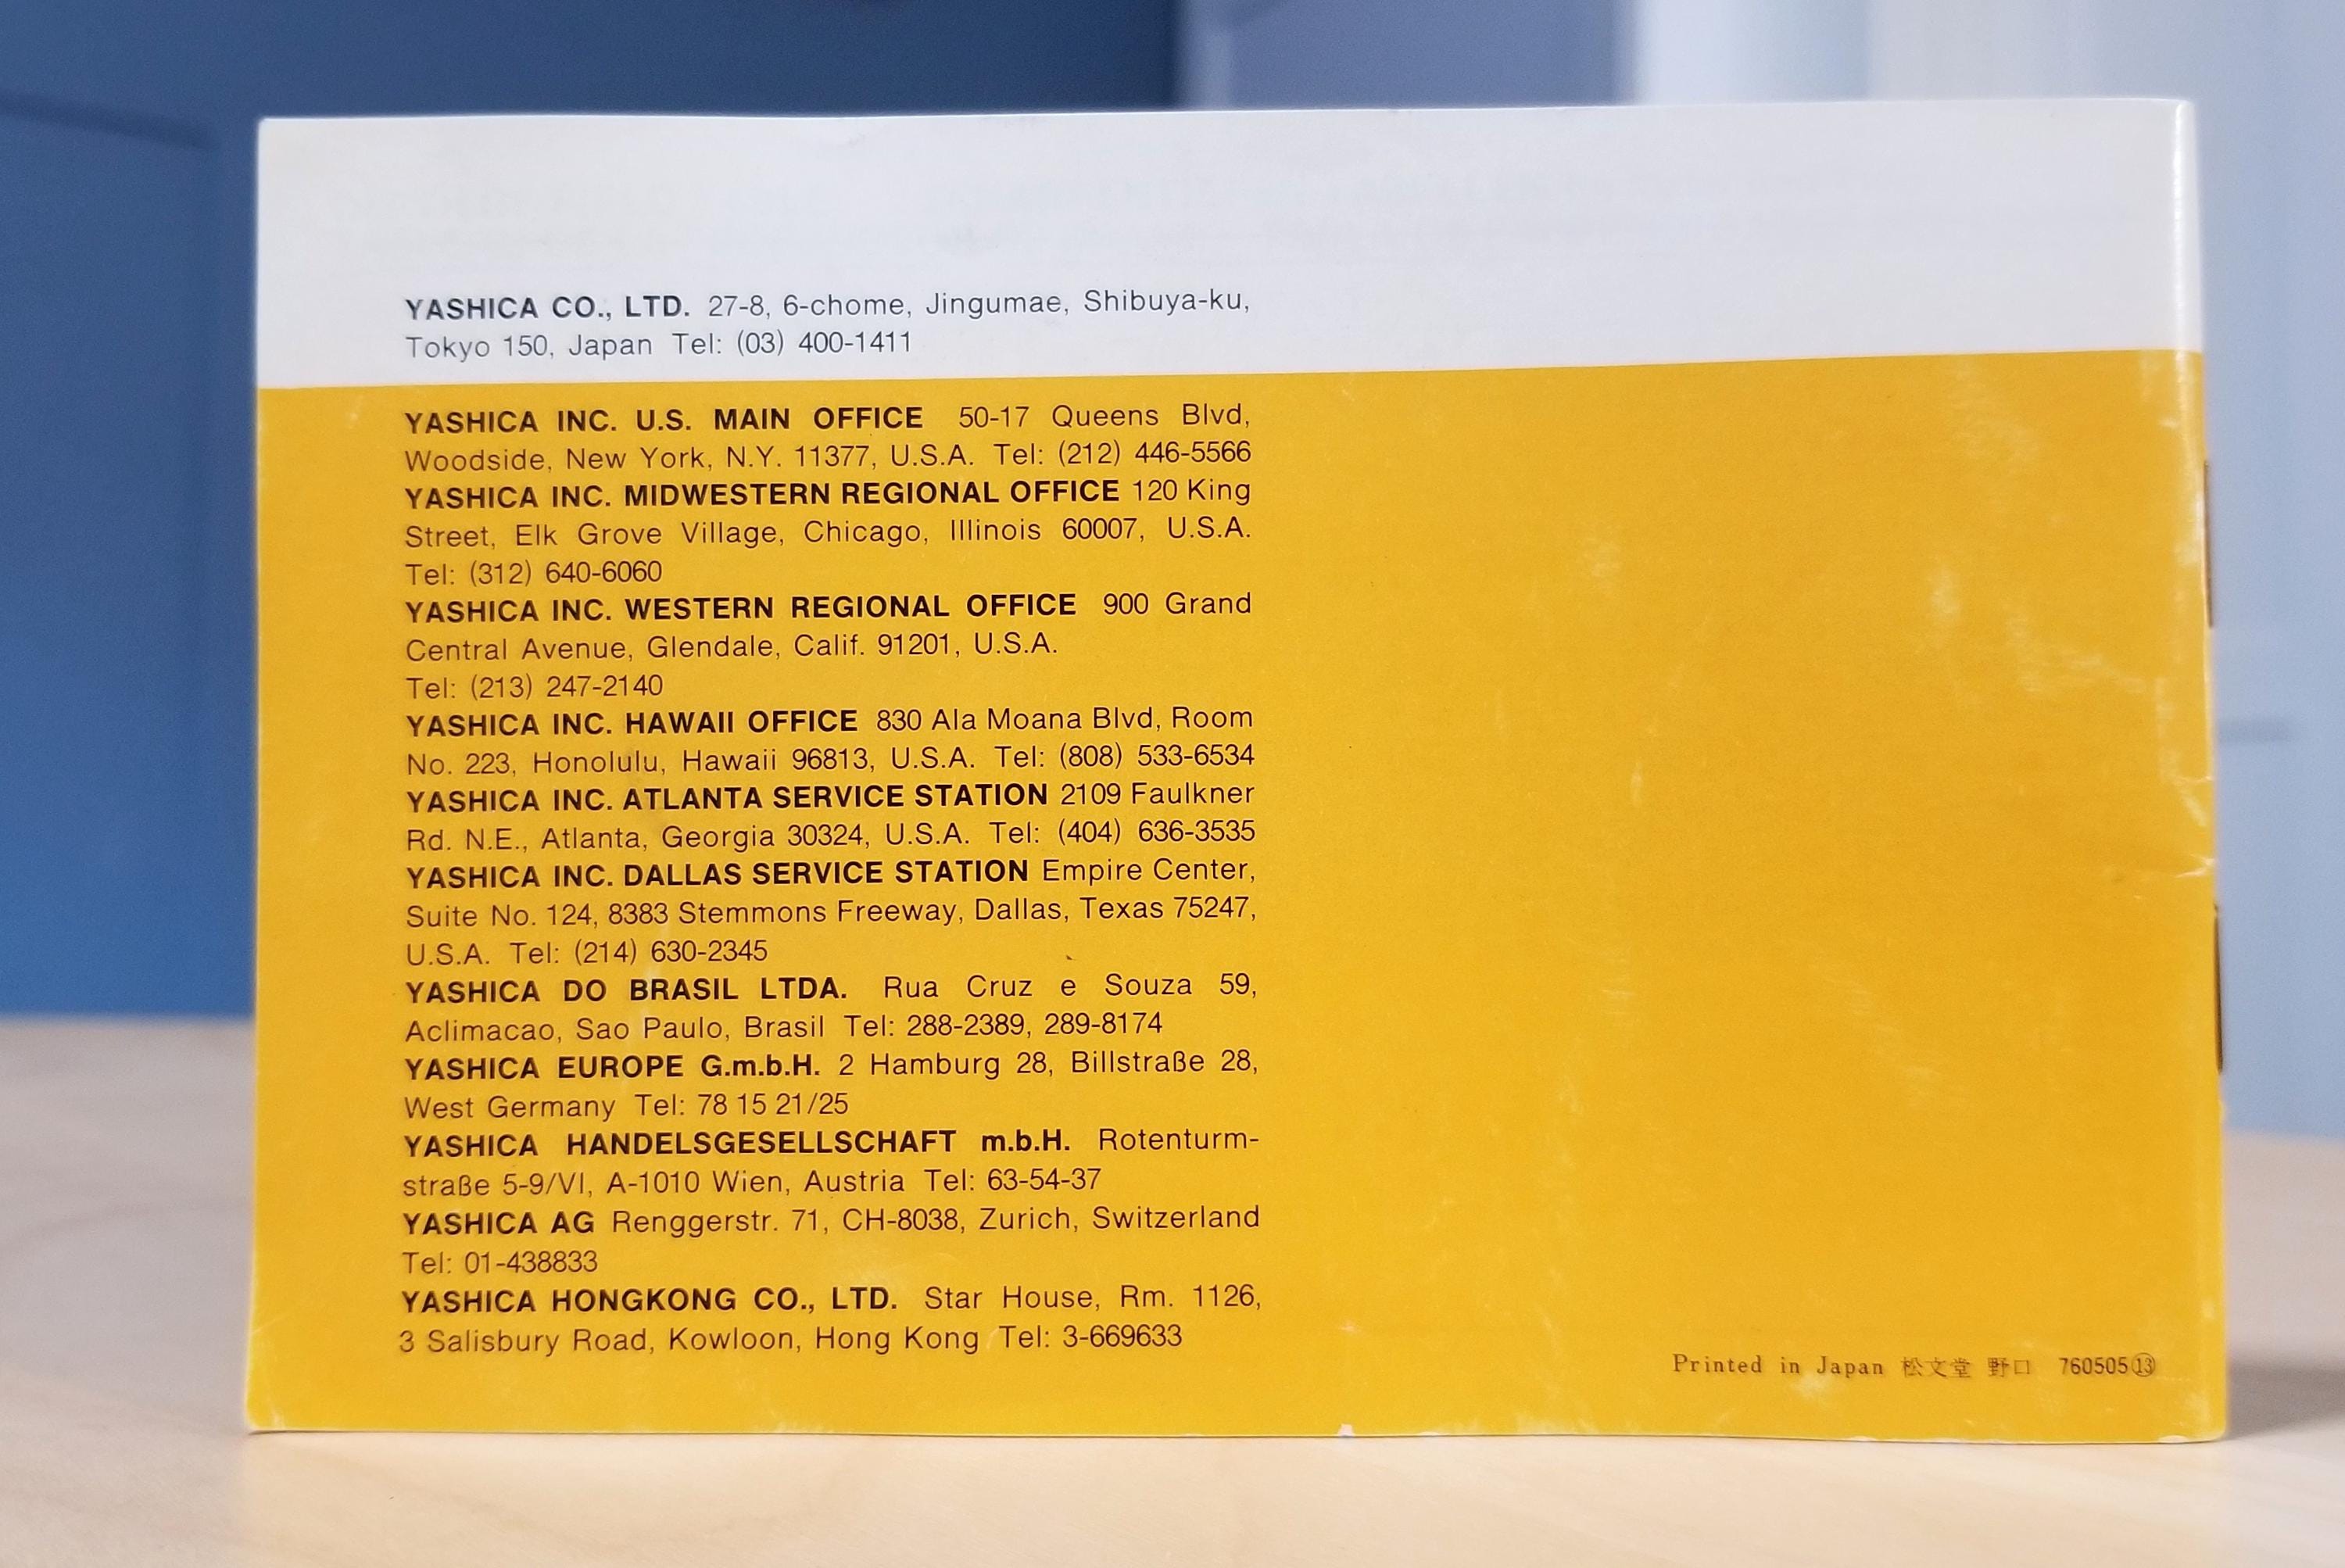 YASHICA CO., LTD. 27-8, 6-chome, Jingumae, Shibuya-ku,
Tokyo 150, Japan Tel: (03) 400-1411
YASHICA INC. U.S. MAIN OFFICE 50-17 Queens Blvd,
Woodside, New York, N.Y. 11377, U.S.A. Tel: (212) 446-5566
YASHICA INC. MIDWESTERN REGIONAL OFFICE 120 King
Street, Elk Grove Village, Chicago, Illinois 60007, U.S.A.
Tel: (312) 640-6060
YASHICA INC. WESTERN REGIONAL OFFICE 900 Grand
Central Avenue, Glendale, Calif. 91201, U.S.A.
Tel: (213) 247-2140
YASHICA INC. HAWAII OFFICE 830 Ala Moana Blvd, Room
No. 223, Honolulu, Hawaii 96813, U.S.A. Tel: (808) 533-6534
YASHICA INC. ATLANTA SERVICE STATION 2109 Faulkner
Rd. N.E., Atlanta, Georgia 30324, U.S.A. Tel: (404) 636-3535
YASHICA INC. DALLAS SERVICE STATION Empire Center,
Suite No. 124, 8383 Stemmons Freeway, Dallas, Texas 75247,
U.S.A. Tel: (214) 630-2345
YASHICA DO BRASIL LTDA. Rua Cruz e Souza 59,
Aclimacao, Sao Paulo, Brasil Tel: 288-2389, 289-8174
YASHICA EUROPE G.m.b.H. 2 Hamburg 28, Billstraße 28,
West Germany Tel: 78 15 21/25
YASHICA HANDELSGESELLSCHAFT m.b.H. Rotenturm-
straße 5-9/VI, A-1010 Wien, Austria Tel: 63-54-37
YASHICA AG Renggerstr. 71, CH-8038, Zurich, Switzerland
Tel: 01-438833
YASHICA HONGKONG CO., LTD. Star House, Rm. 1126,
3 Salisbury Road, Kowloon, Hong Kong Tel: 3-669633
Printed in Japan 松文堂 野口 760505⑬